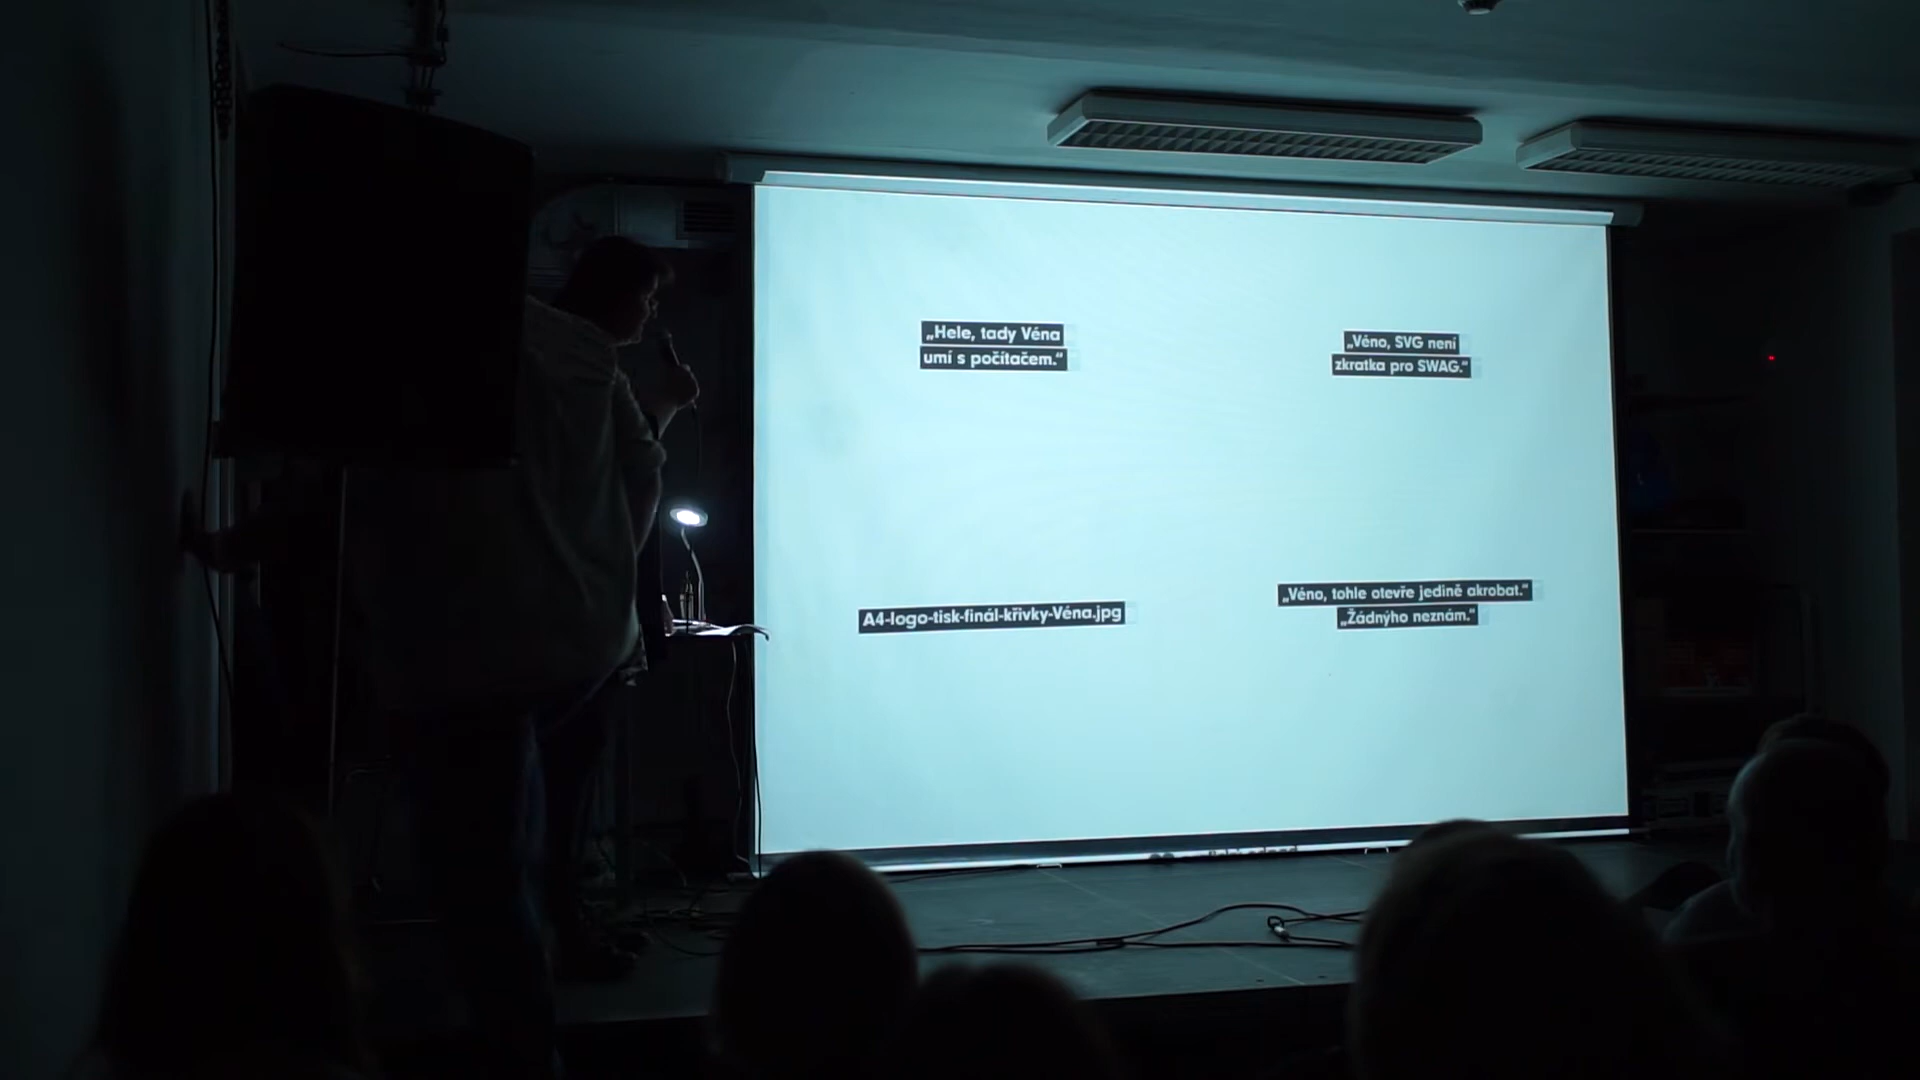 „Hele, tady Véna
umí s počítačem.“
„Véno, SVG není
zkratka pro SWAG.“
A4-logo-tisk-finál-křivky-Véna.jpg
„Véno, tohle otevře jedině akrobat.“
„Žádnýho neznám.“